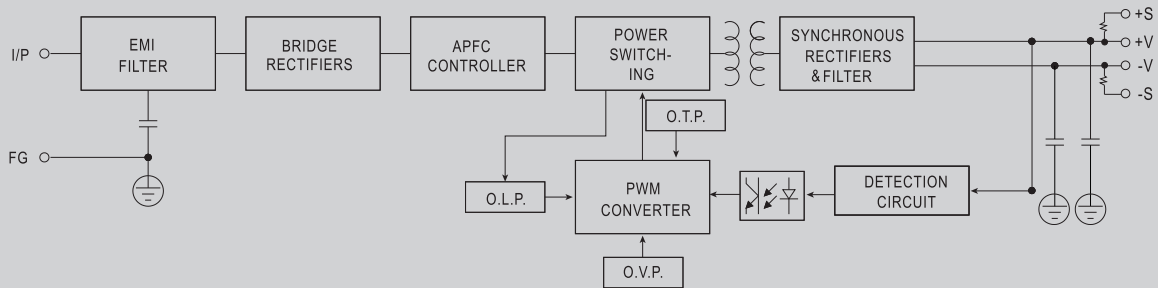 I/P
EMI
FILTER
BRIDGE
RECTIFIERS
APFC
CONTROLLER
POWER
SWITCH-
ING
SYNCHRONOUS
RECTIFIERS
& FILTER
+S
+V
-V
-S
FG
O.T.P.
O.L.P.
PWM
CONVERTER
DETECTION
CIRCUIT
O.V.P.